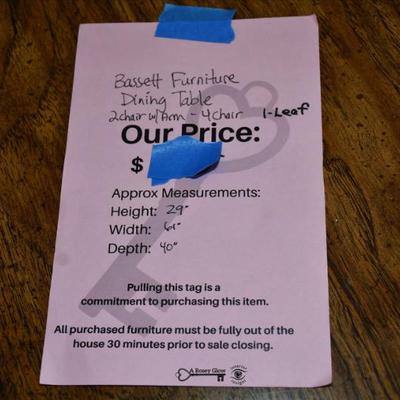 Bassett Furniture
Dining Table
2chair w/Arm - 4chair 1-Leaf
Our Price:
$
Approx Measurements:
Height: 29"
Width:
Depth: 40"
Pulling this tag is a
commitment to purchasing this item.
All purchased furniture must be fully out of the
house 30 minutes prior to sale closing.
A Rosey Glow